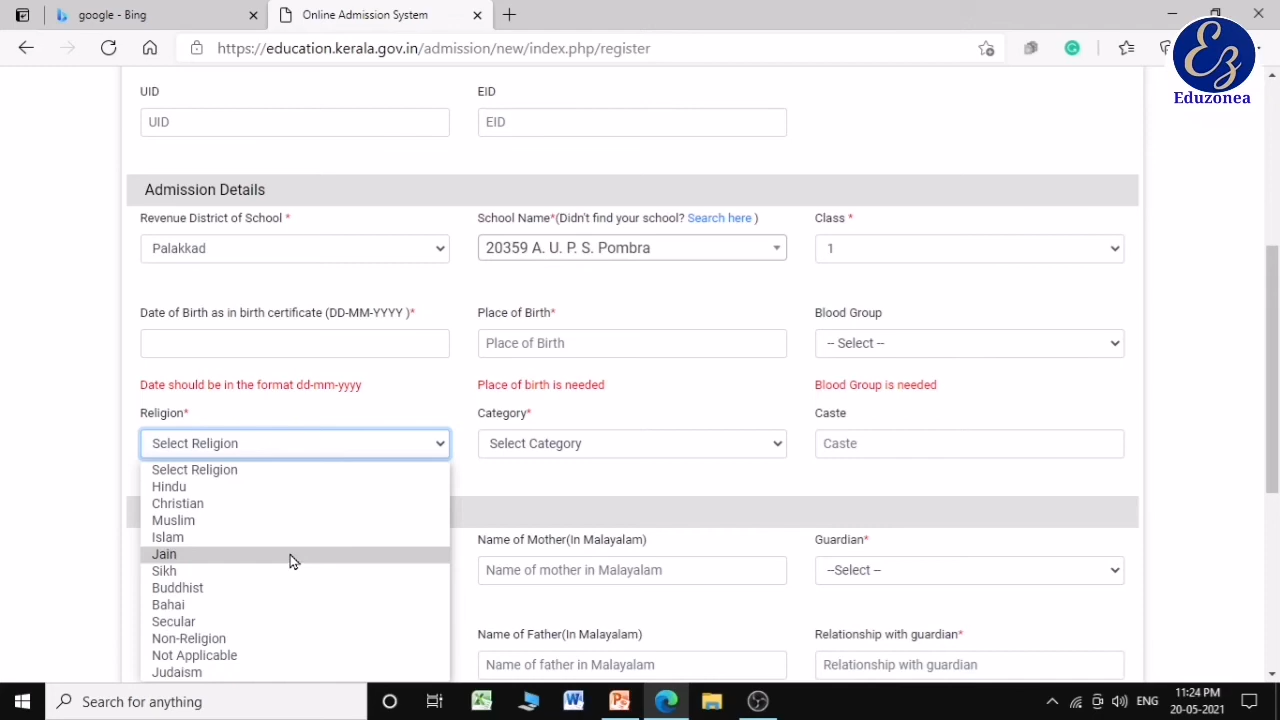 google - Bing
Online Admission System
https://education.kerala.gov.in/admission/new/index.php/register
Ez
Eduzonea
UID
EID
UID
EID
Admission Details
Revenue District of School *
School Name*(Didn't find your school? Search here )
Class *
Palakkad
20359 A. U. P. S. Pombra
1
Date of Birth as in birth certificate (DD-MM-YYYY )*
Place of Birth*
Blood Group
Place of Birth
-- Select --
Date should be in the format dd-mm-yyyy
Place of birth is needed
Blood Group is needed
Religion*
Category*
Caste
Select Religion
Select Category
Caste
Select Religion
Hindu
Christian
Muslim
Islam
Jain
Sikh
Buddhist
Bahai
Secular
Non-Religion
Not Applicable
Judaism
Name of Mother(In Malayalam)
Guardian*
Name of mother in Malayalam
--Select --
Name of Father(In Malayalam)
Relationship with guardian*
Name of father in Malayalam
Relationship with guardian
Search for anything
ENG
11:24 PM
20-05-2021